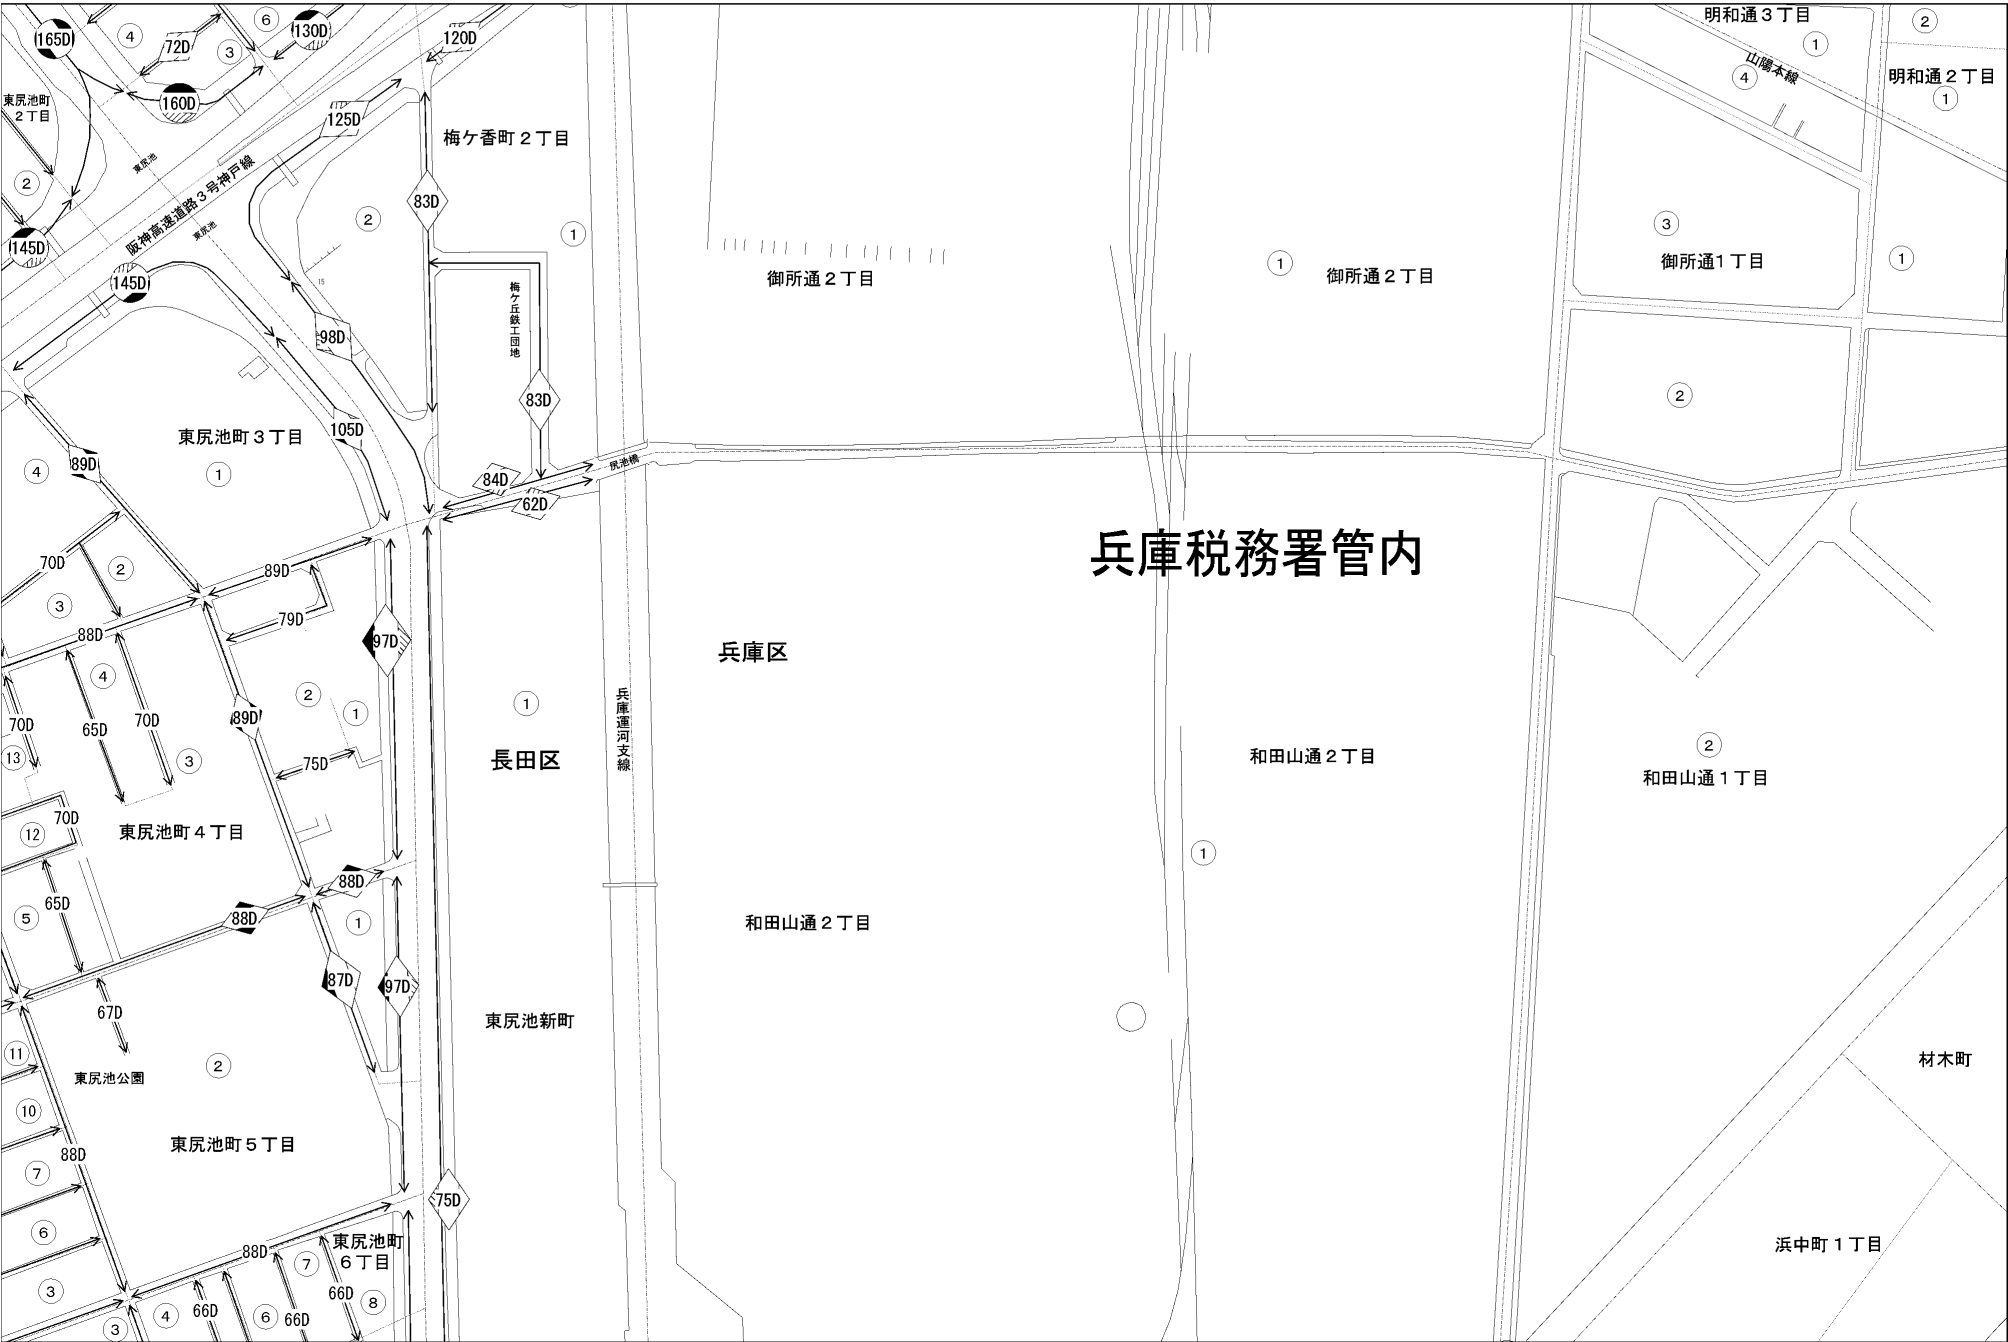 165D
4
72D
6
3
130D
120D
160D
125D
東尻池町
2丁目
東尻池
2
145D
阪神高速道路3号神戸線
東尻池
145D
2
15
98D
梅ケ香町2丁目
83D
1
梅ケ丘鉄工団地
83D
御所通2丁目
1
御所通2丁目
明和通3丁目
1
山陽本線
4
2
明和通2丁目
1
3
御所通1丁目
1
2
東尻池町3丁目
1
105D
89D
4
84D
62D
尻池橋
兵庫税務署管内
70D
2
3
89D
79D
88D
97D
兵庫区
4
70D
65D
70D
3
13
89D
2
1
75D
1
長田区
兵庫運河支線
和田山通2丁目
2
和田山通1丁目
70D
12
東尻池町4丁目
1
88D
88D
65D
5
1
和田山通2丁目
87D
97D
67D
東尻池新町
11
東尻池公園
2
材木町
10
東尻池町5丁目
88D
7
75D
6
88D
東尻池町
6丁目
7
浜中町1丁目
3
66D
8
4
66D
6
66D
3